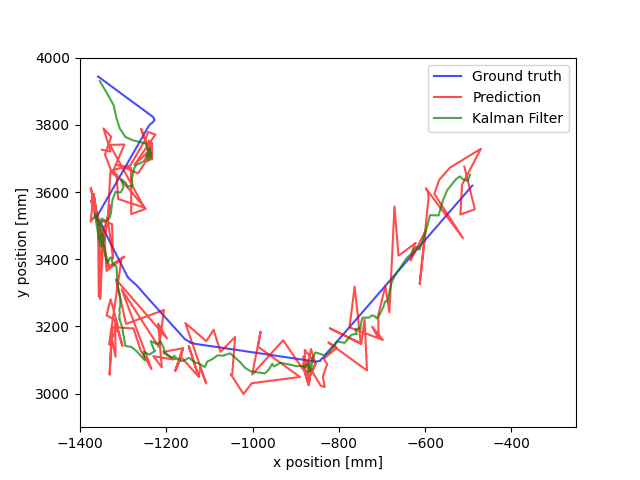 4000
3800
3600
3400
3200
3000
y position [mm]
Ground truth
Prediction
Kalman Filter
−1400
−1200
−1000
−800
−600
−400
x position [mm]